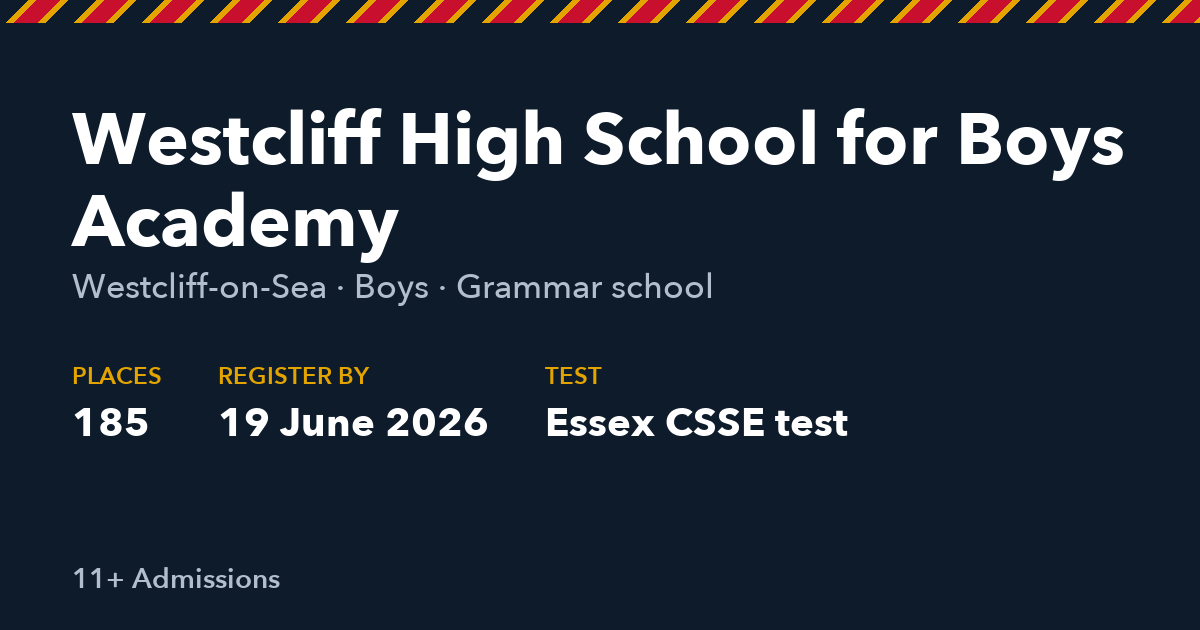 Westcliff High School for Boys
Academy
Westcliff-on-Sea · Boys · Grammar school
PLACES
185
REGISTER BY
19 June 2026
TEST
Essex CSSE test
11+ Admissions